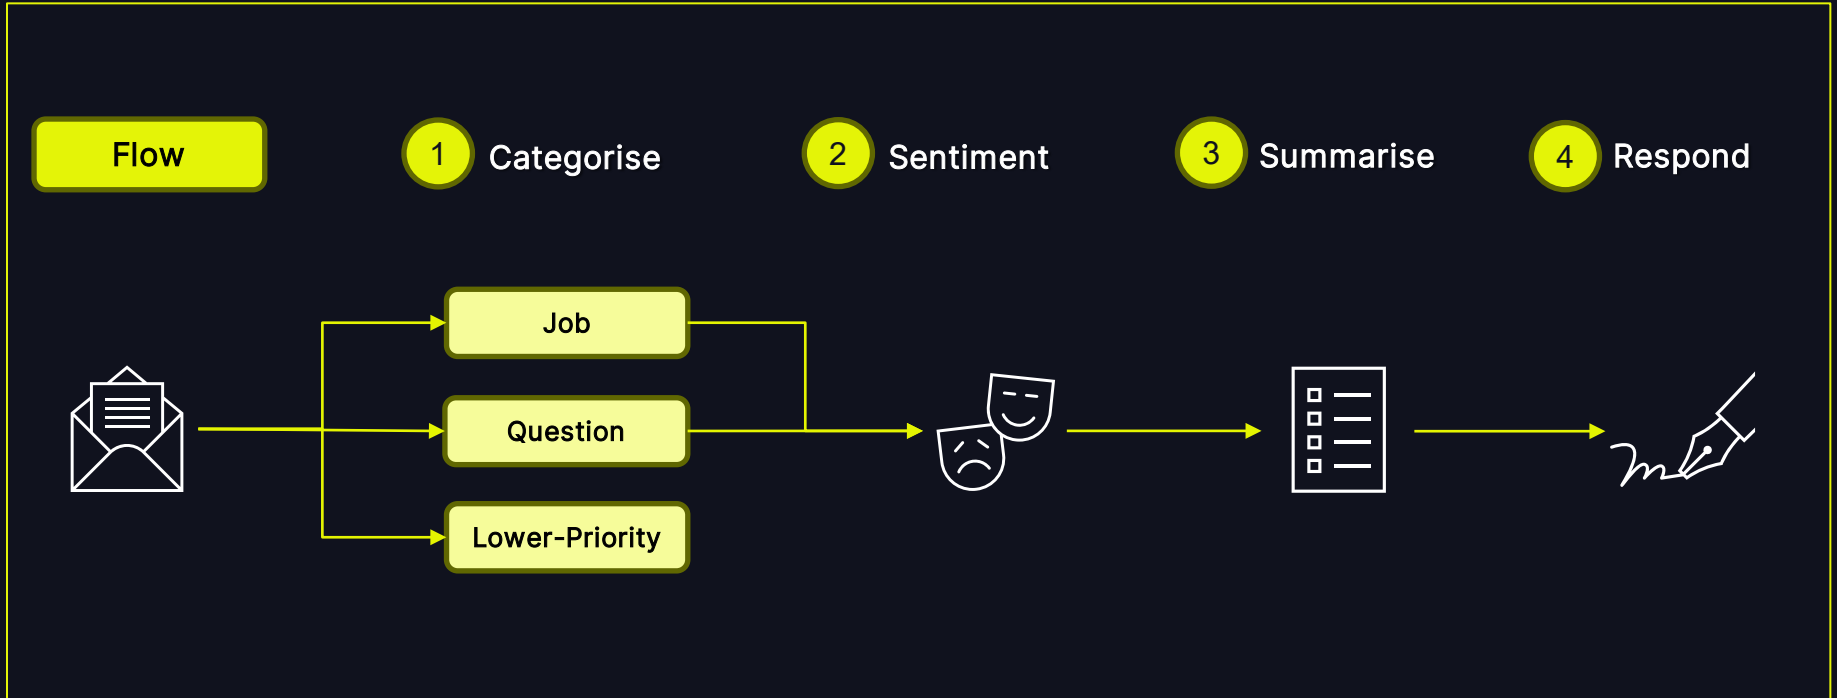 Flow
1 Categorise
2 Sentiment
3 Summarise
4 Respond
Job
Question
Lower-Priority